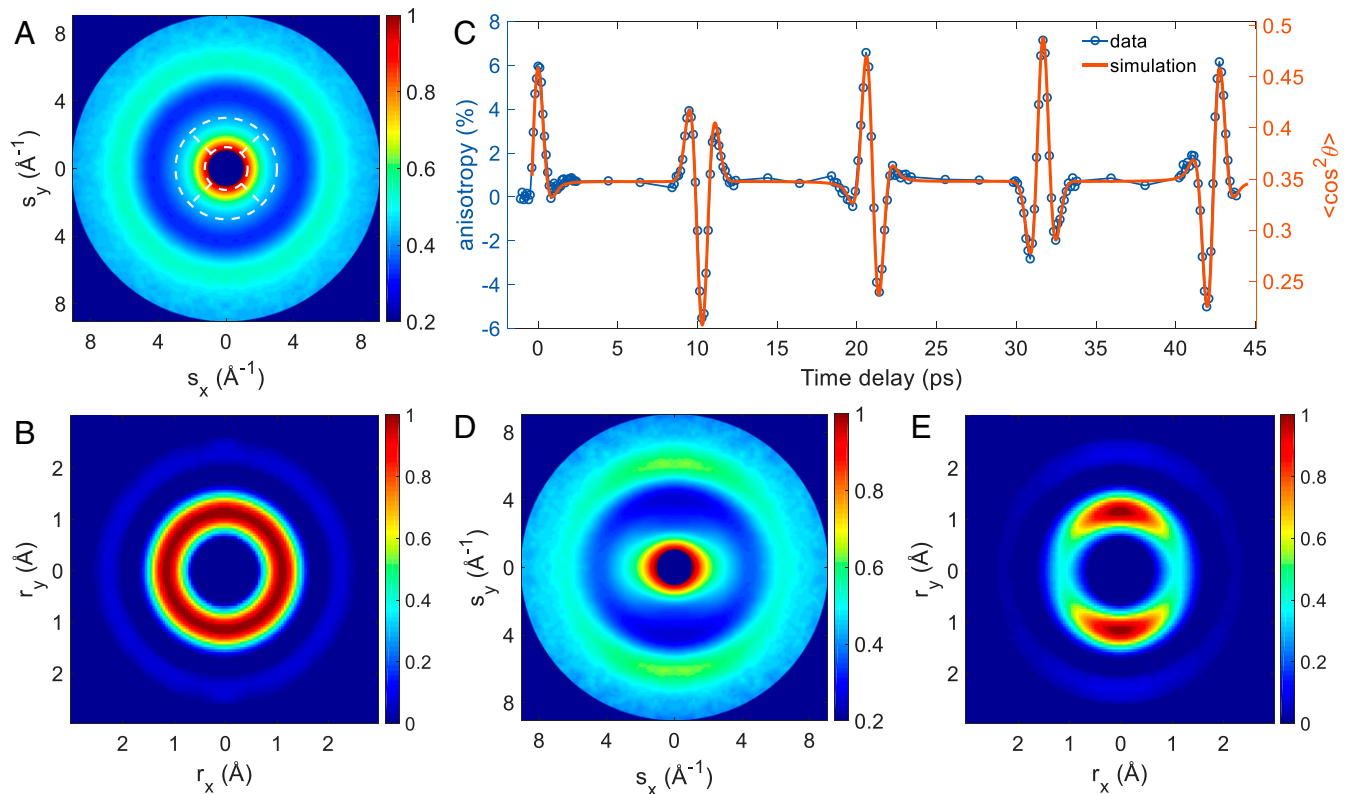 A
8
4
0
4
8
s_y (Å^-1)
8 4 0 4 8
s_x (Å^-1)
1
0.8
0.6
0.4
0.2
C
8
6
4
2
0
-2
-4
-6
anisotropy (%)
data
simulation
0.5
0.45
0.4
0.35
0.3
0.25
<cos^2θ>
0 5 10 15 20 25 30 35 40 45
Time delay (ps)
B
2
1
0
1
2
r_y (Å)
2 1 0 1 2
r_x (Å)
1
0.8
0.6
0.4
0.2
0
D
8
4
0
4
8
s_y (Å^-1)
8 4 0 4 8
s_x (Å^-1)
1
0.8
0.6
0.4
0.2
E
2
1
0
1
2
r_y (Å)
2 1 0 1 2
r_x (Å)
1
0.8
0.6
0.4
0.2
0